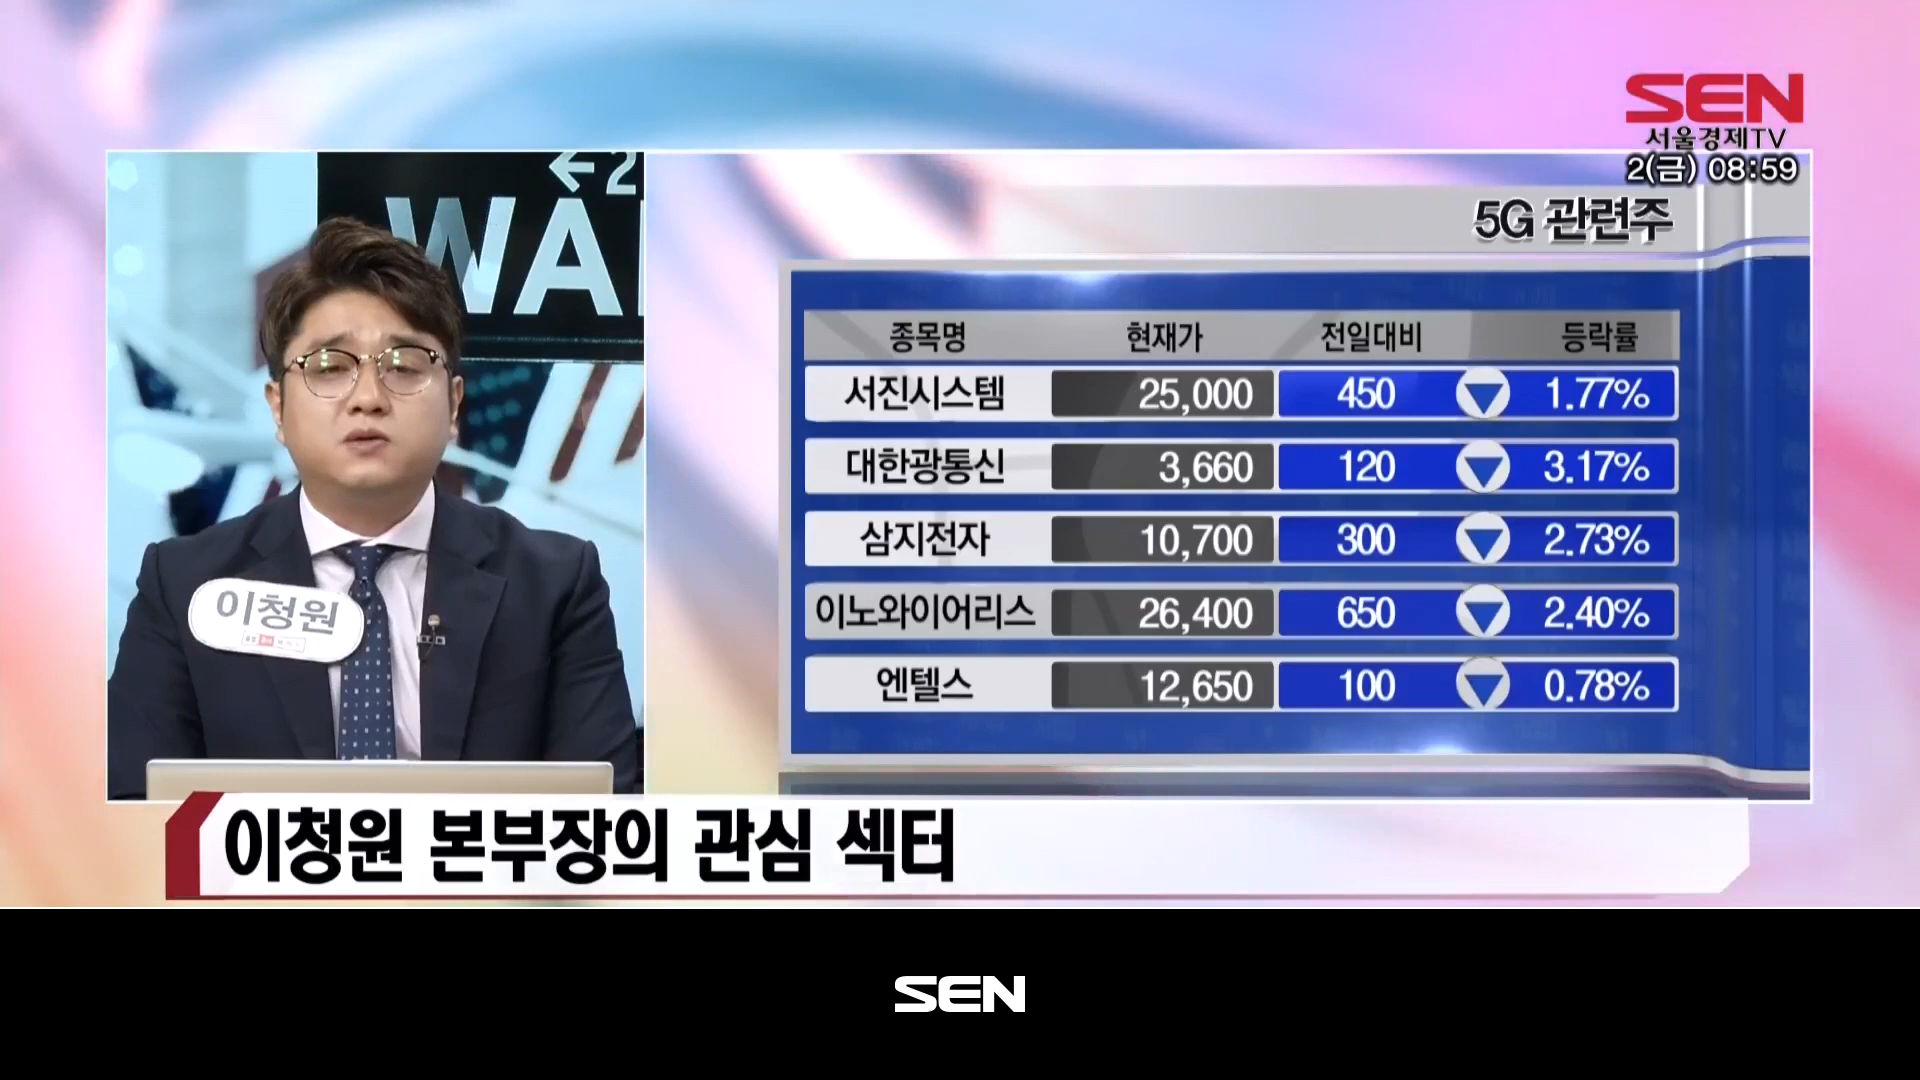 SEN
서울경제TV
2(금) 08:59
←2
WAL
5G 관련주
종목명 현재가 전일대비 등락률
서진시스템 25,000 450 ▼ 1.77%
대한광통신 3,660 120 ▼ 3.17%
삼지전자 10,700 300 ▼ 2.73%
이노와이어리스 26,400 650 ▼ 2.40%
엔텔스 12,650 100 ▼ 0.78%
이청원
이청원 본부장의 관심 섹터
SEN